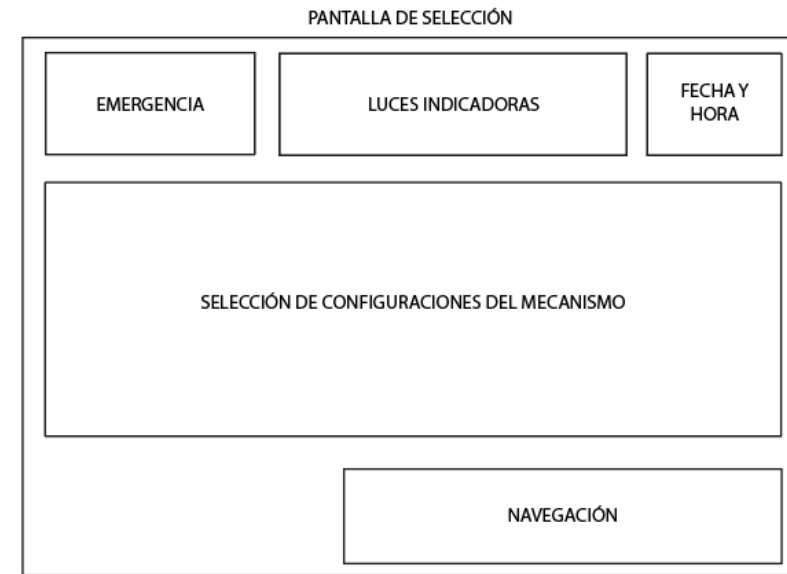 PANTALLA DE SELECCIÓN
EMERGENCIA
LUCES INDICADORAS
FECHA Y
HORA
SELECCIÓN DE CONFIGURACIONES DEL MECANISMO
NAVEGACIÓN